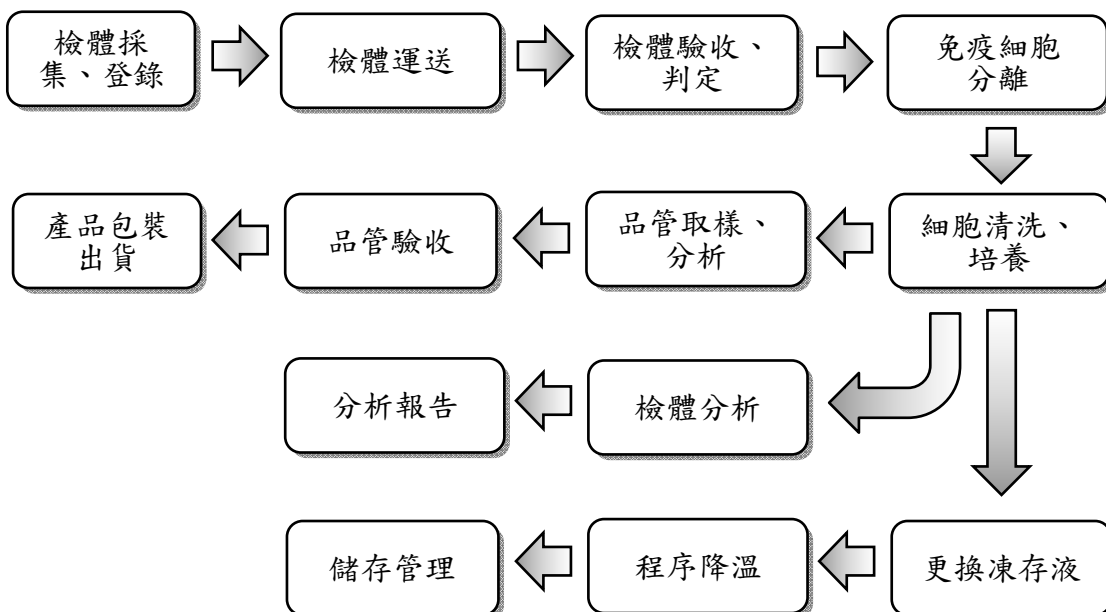 檢體採
集、登錄
檢體運送
檢體驗收、
判定
免疫細胞
分離
產品包裝
出貨
品管驗收
品管取樣、
分析
細胞清洗、
培養
分析報告
檢體分析
儲存管理
程序降溫
更換凍存液